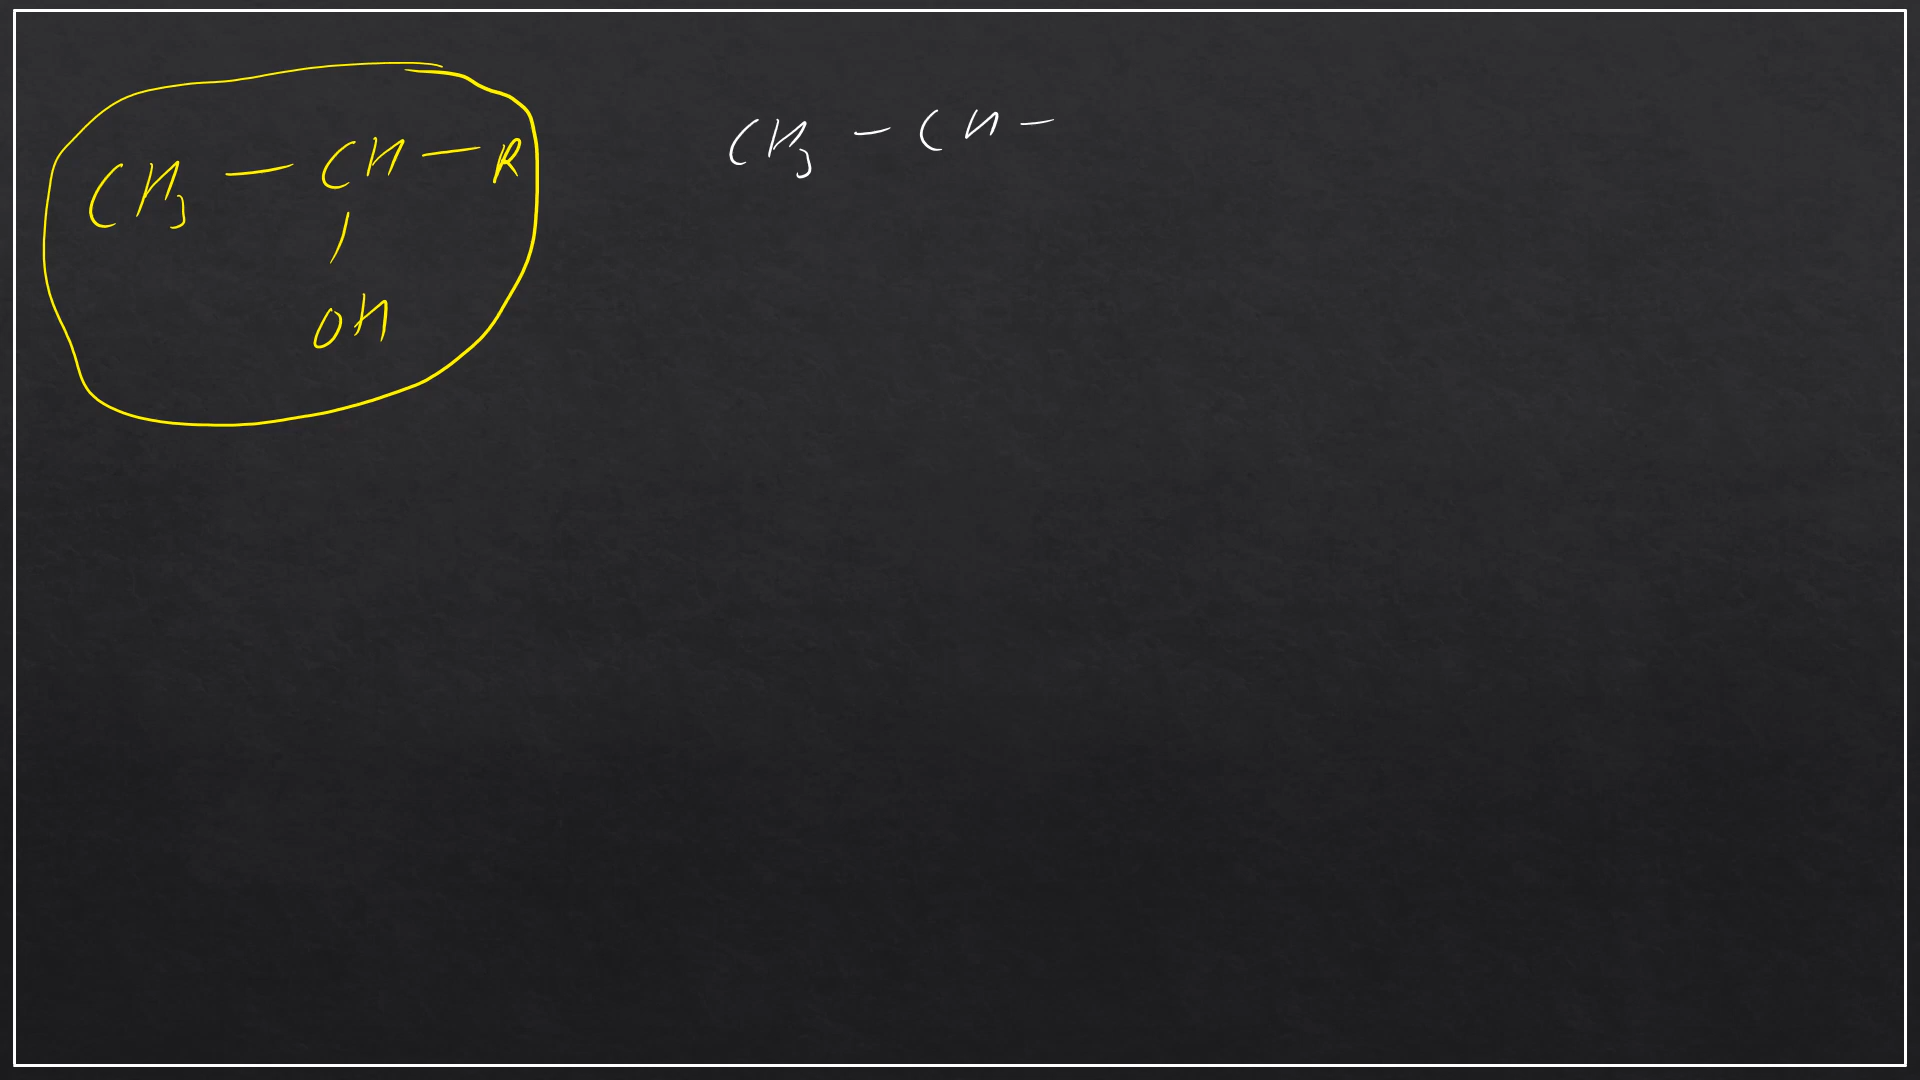 CH3 — CH — R
|
OH
CH3 — CH —